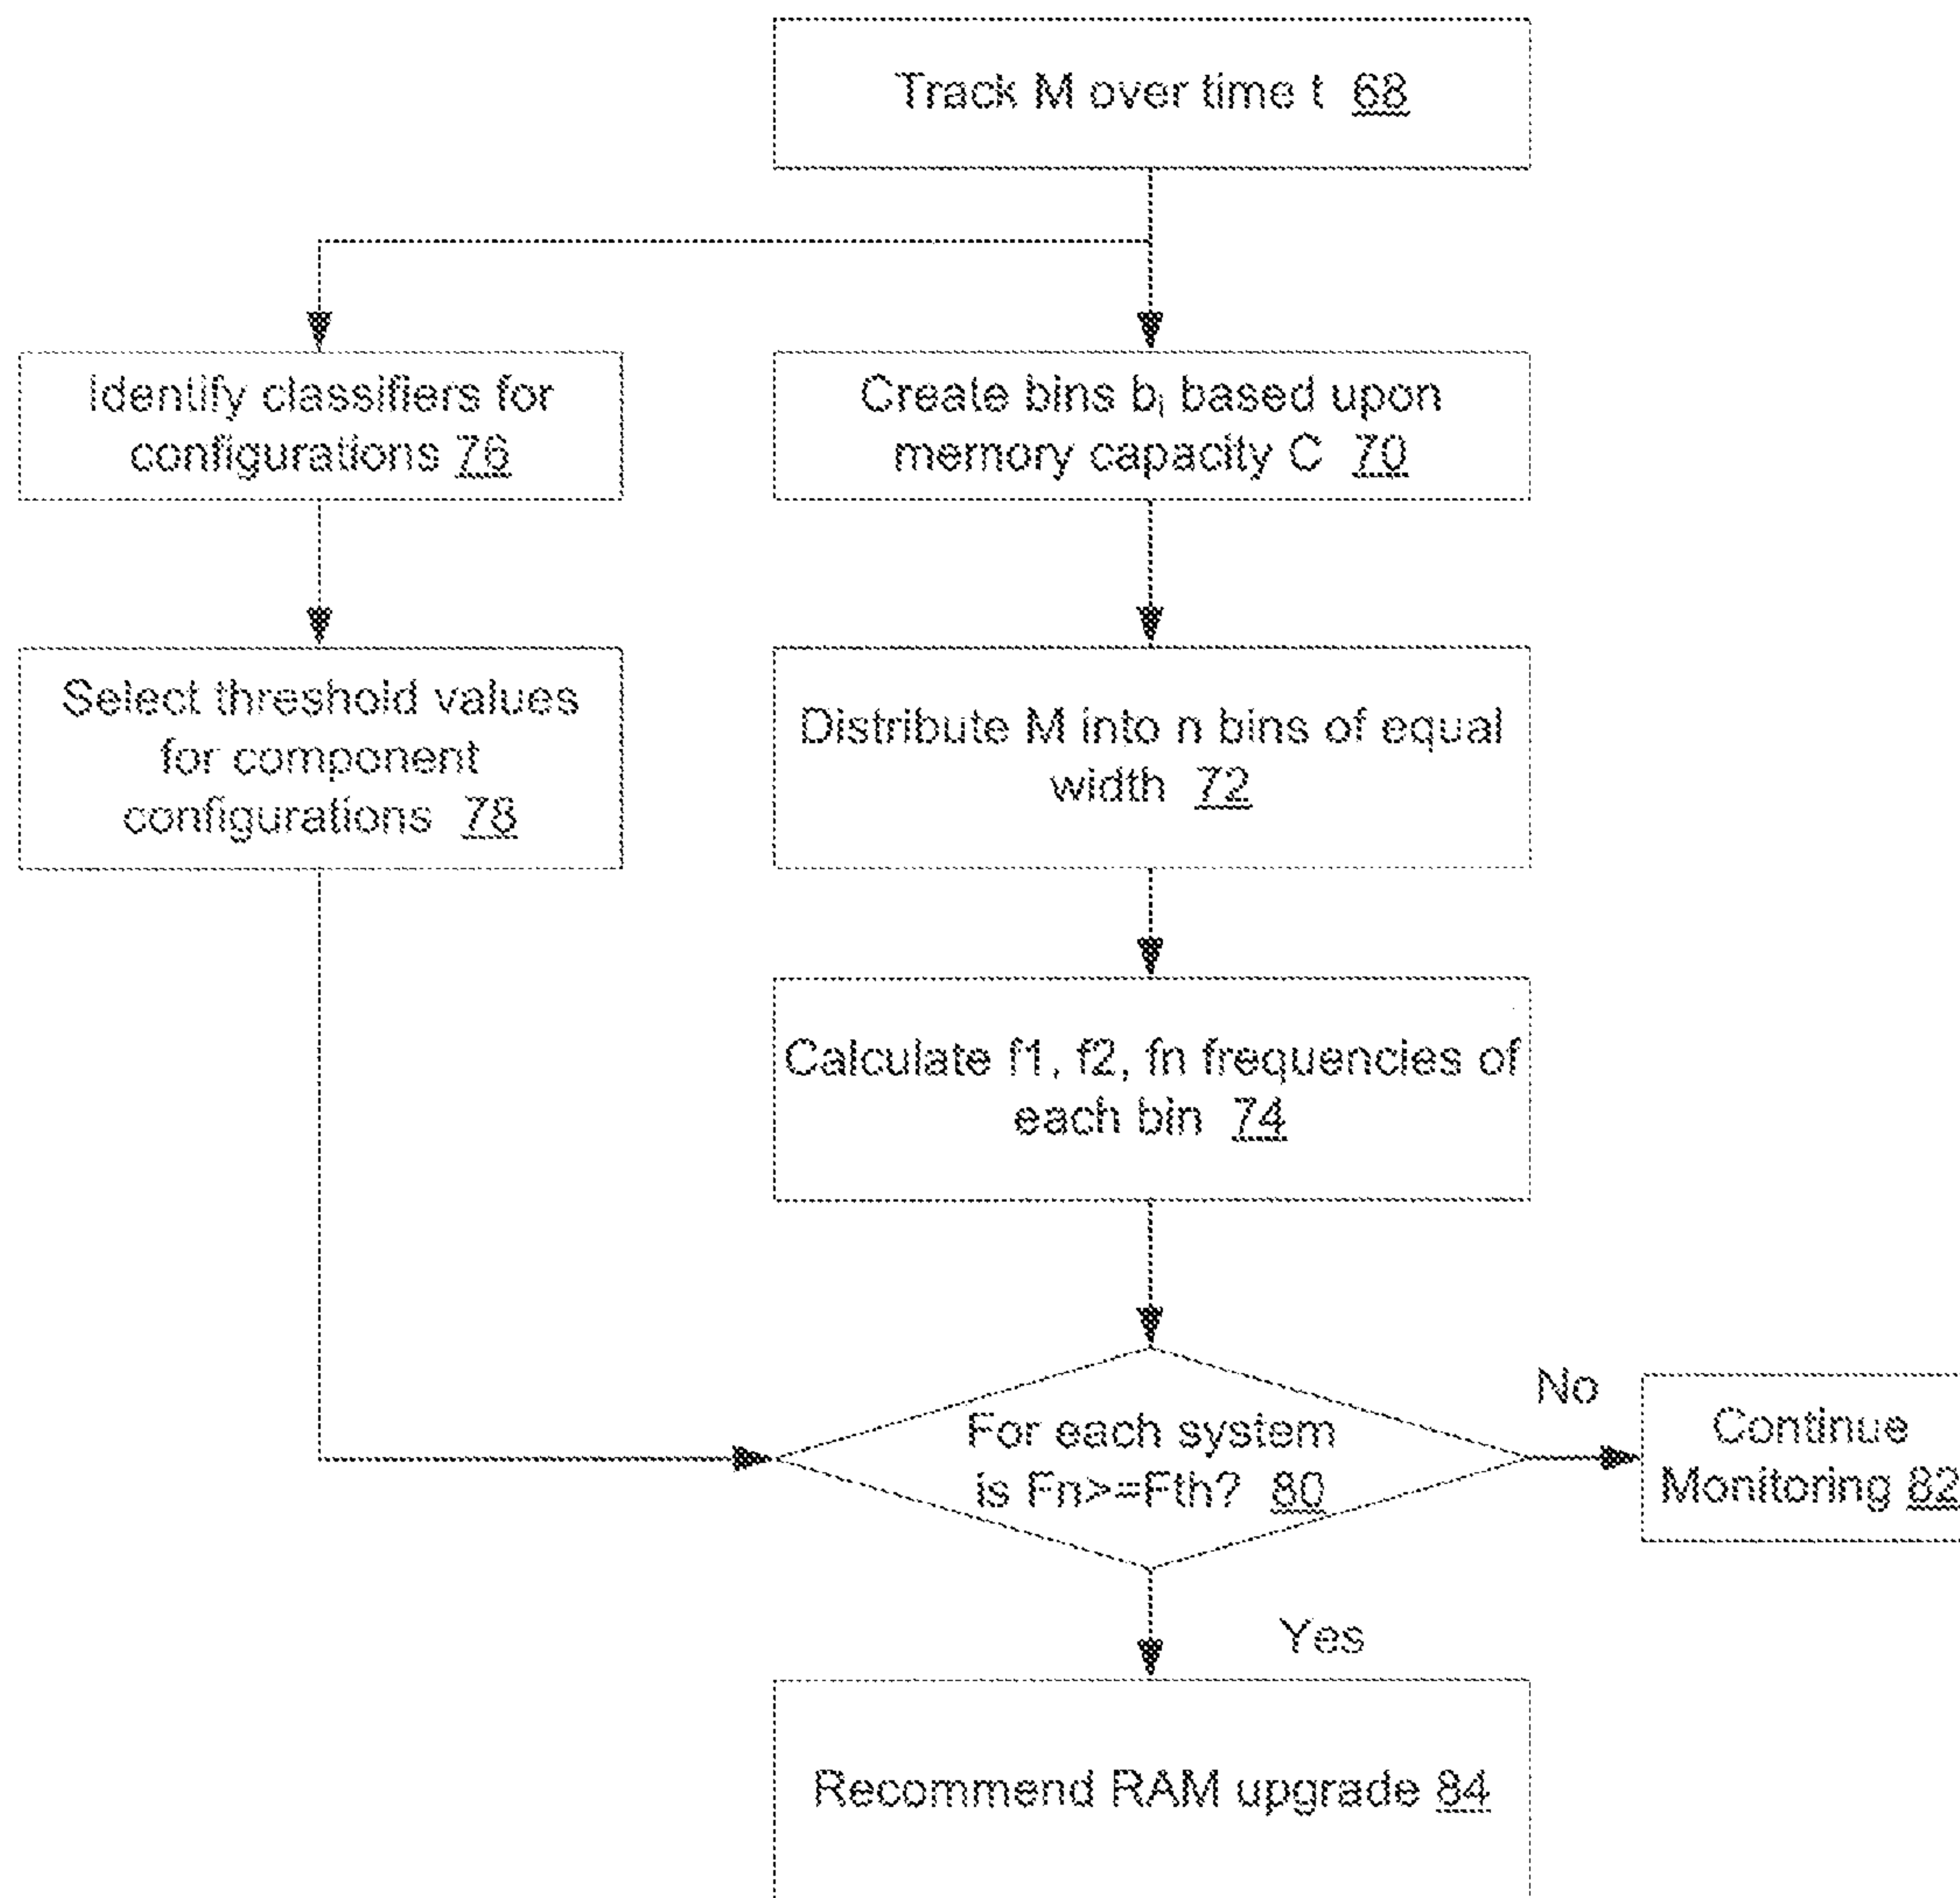 Track M over time t 68
Identify classifiers for
configurations 76
Create bins bᵢ based upon
memory capacity C 70
Select threshold values
for component
configurations 78
Distribute M into n bins of equal
width 72
Calculate f1, f2, fn frequencies of
each bin 74
For each system
is Fn>=Fth? 80
No
Continue
Monitoring 82
Yes
Recommend RAM upgrade 84